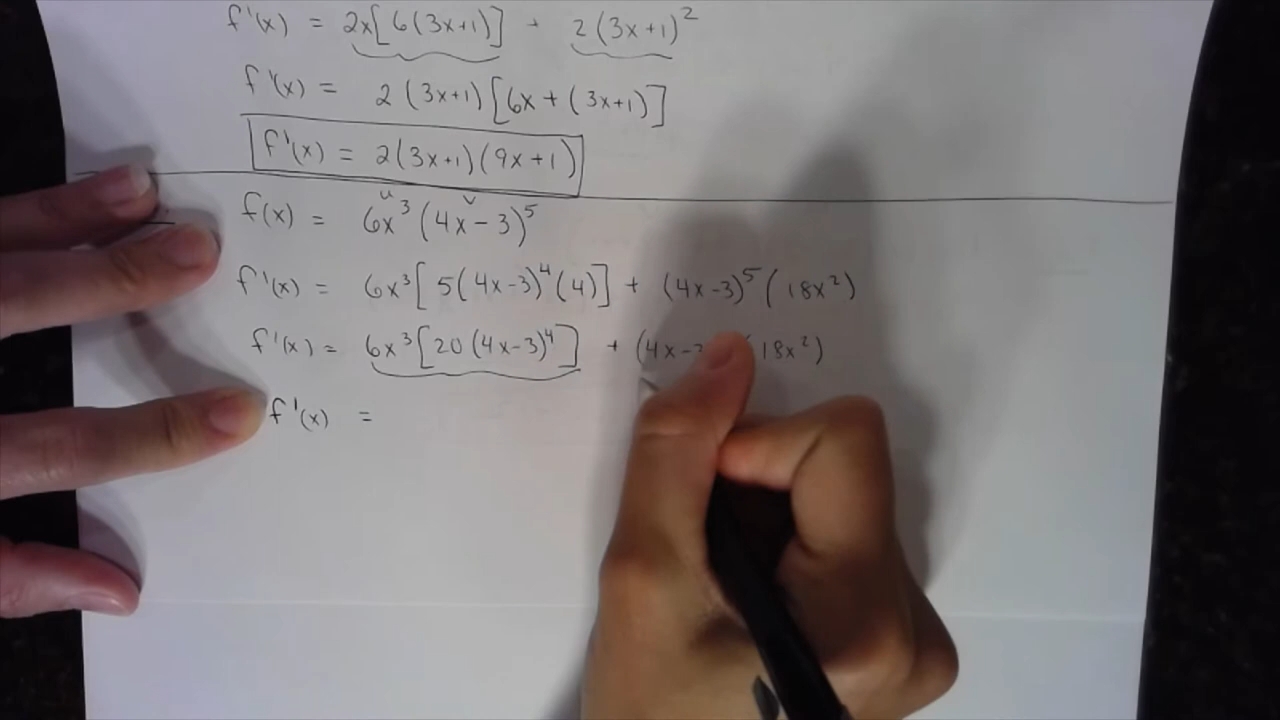 f'(x) = 2x[6(3x+1)] + 2(3x+1)²
f'(x) = 2(3x+1)[6x + (3x+1)]
f'(x) = 2(3x+1)(9x+1)
u v
f(x) = 6x³(4x-3)⁵
f'(x) = 6x³[5(4x-3)⁴(4)] + (4x-3)⁵(18x²)
f'(x) = 6x³[20(4x-3)⁴] + (4x- (18x²)
f'(x) =